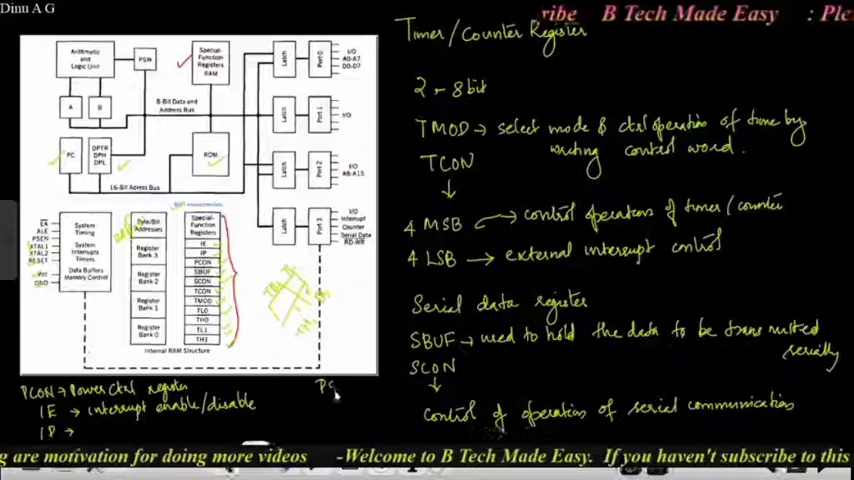 Dinu A G
ribe B Tech Made Easy : Ple
Timer/Counter Register
2 - 8 bit
TMOD → select mode & ctrl operation of time by
writing control word.
TCON
4 MSB → control operations of timer/counter
4 LSB → external interrupt control
Serial data register
SBUF → used to hold the data to be transmitted
serially
SCON
control of operations of serial communication
Arithmetic
and
Logic Unit
PSW
Special-
Function
Registers
RAM
Latch
Port 0
I/O
A0-A7
D0-D7
A
B
8-Bit Data and
Address Bus
Latch
Port 1
I/O
PC
DPTR
DPH
DPL
ROM
Latch
Port 2
I/O
A8-A15
16-Bit Adress Bus
Latch
Port 3
I/O
Interrupt
Counter
Serial Data
RD-WR
EA
ALE
PSEN
XTAL1
XTAL2
RESET
Vcc
GND
System
Timing
System
Interrupts
Timers
Data Buffers
Memory Control
Byte/Bit
Addresses
Register
Bank 3
Register
Bank 2
Register
Bank 1
Register
Bank 0
Special-
Function
Registers
IE
IP
PCON
SBUF
SCON
TCON
TMOD
TL0
TH0
TL1
TH1
Internal RAM Structure
PCON → Power Ctrl register
IE → interrupt enable/disable
IP →
PS
g are motivation for doing more videos -Welcome to B Tech Made Easy. If you haven't subscribe to this